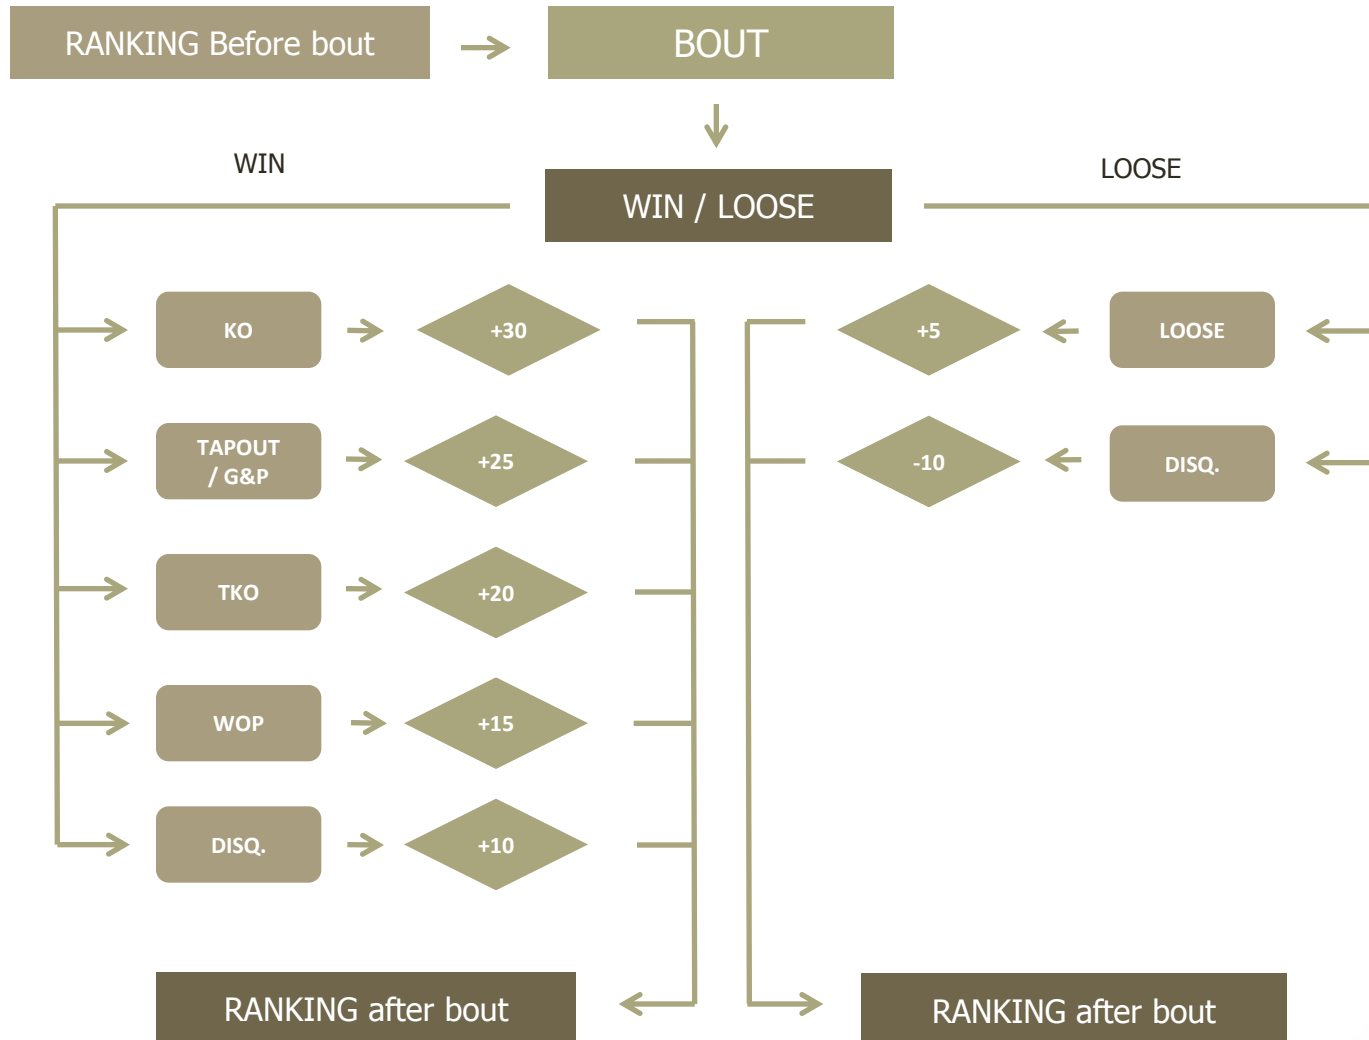 RANKING Before bout
BOUT
WIN
LOOSE
WIN / LOOSE
KO
+30
+5
LOOSE
TAPOUT
/ G&P
+25
-10
DISQ.
TKO
+20
WOP
+15
DISQ.
+10
RANKING after bout
RANKING after bout